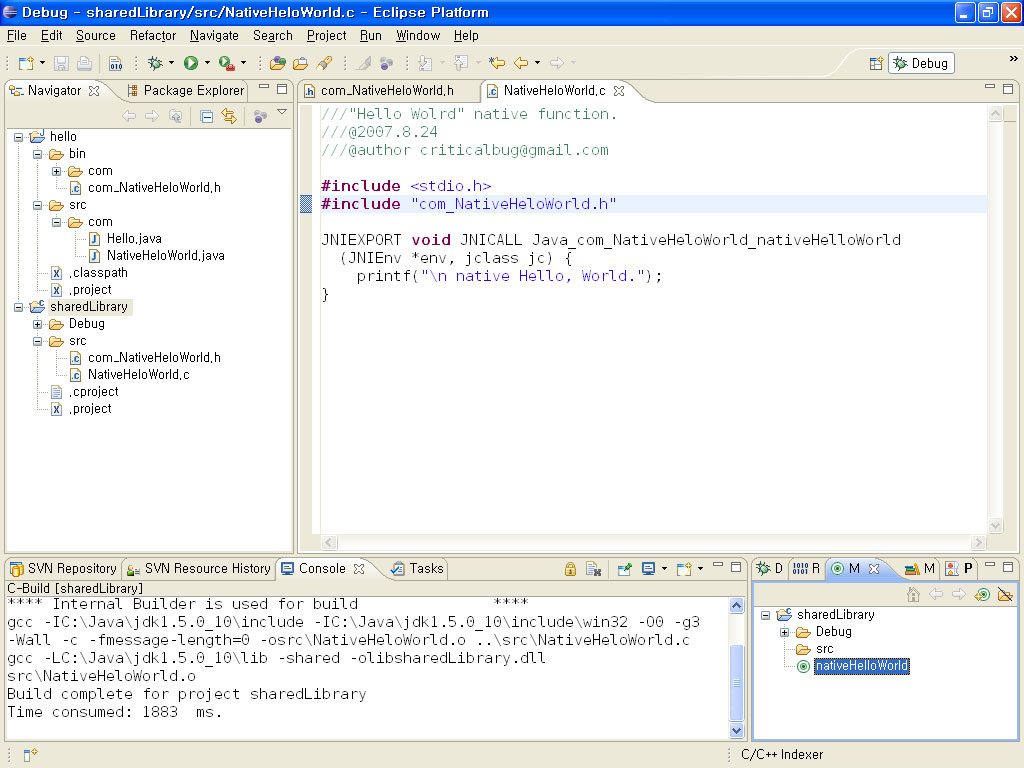 Debug - sharedLibrary/src/NativeHeloWorld.c - Eclipse Platform
File Edit Source Refactor Navigate Search Project Run Window Help
Debug
Navigator
Package Explorer
hello
bin
com
com_NativeHeloWorld.h
src
com
Hello.java
NativeHeloWorld.java
.classpath
.project
sharedLibrary
Debug
src
com_NativeHeloWorld.h
NativeHeloWorld.c
.cproject
.project
com_NativeHeloWorld.h
NativeHeloWorld.c
///"Hello Wolrd" native function.
///@2007.8.24
///@author criticalbug@gmail.com
#include <stdio.h>
#include "com_NativeHeloWorld.h"
JNIEXPORT void JNICALL Java_com_NativeHeloWorld_nativeHelloWorld
(JNIEnv *env, jclass jc) {
printf("\n native Hello, World.");
}
SVN Repository
SVN Resource History
Console
Tasks
C-Build [sharedLibrary]
**** Internal Builder is used for build ****
gcc -IC:\Java\jdk1.5.0_10\include -IC:\Java\jdk1.5.0_10\include\win32 -O0 -g3
-Wall -c -fmessage-length=0 -osrc\NativeHeloWorld.o ..\src\NativeHeloWorld.c
gcc -LC:\Java\jdk1.5.0_10\lib -shared -olibsharedLibrary.dll
src\NativeHeloWorld.o
Build complete for project sharedLibrary
Time consumed: 1883 ms.
D
R
M
M
P
sharedLibrary
Debug
src
nativeHelloWorld
C/C++ Indexer